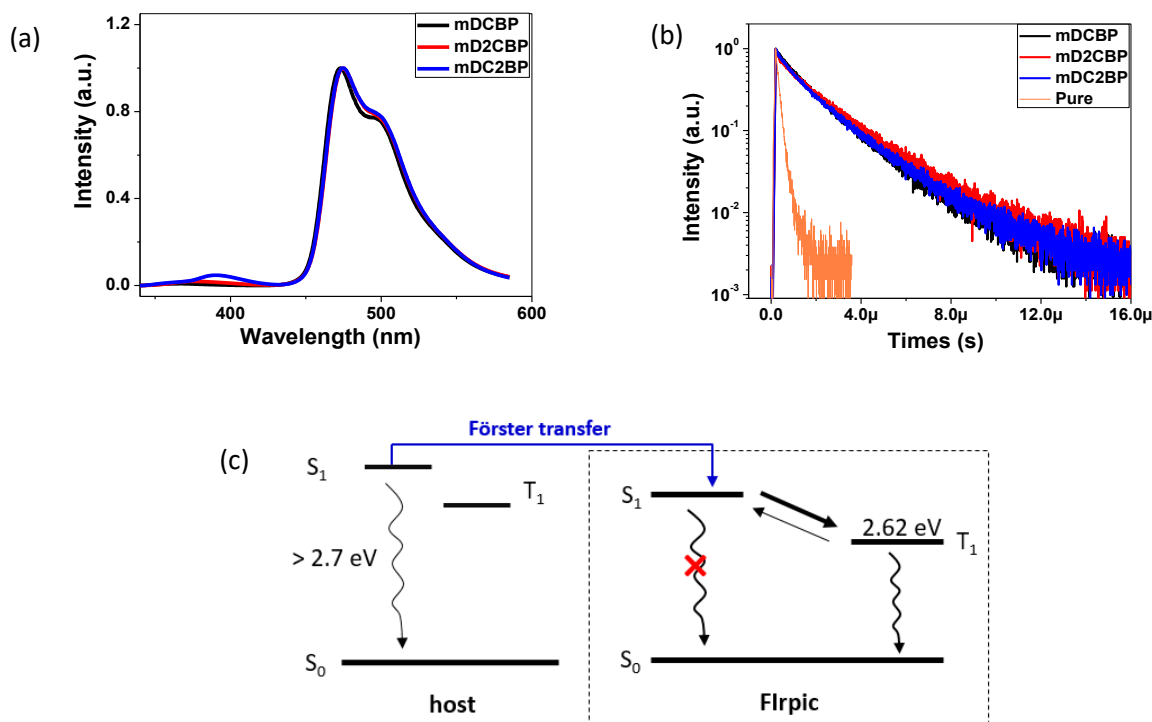 (a)
1.2
0.8
0.4
0.0
Intensity (a.u.)
400
500
600
Wavelength (nm)
mDCBP
mD2CBP
mDC2BP
(b)
10⁰
10⁻¹
10⁻²
10⁻³
Intensity (a.u.)
0.0
4.0µ
8.0µ
12.0µ
16.0µ
Times (s)
mDCBP
mD2CBP
mDC2BP
Pure
(c)
Förster transfer
S₁
T₁
> 2.7 eV
S₀
host
S₁
2.62 eV
T₁
S₀
FIrpic